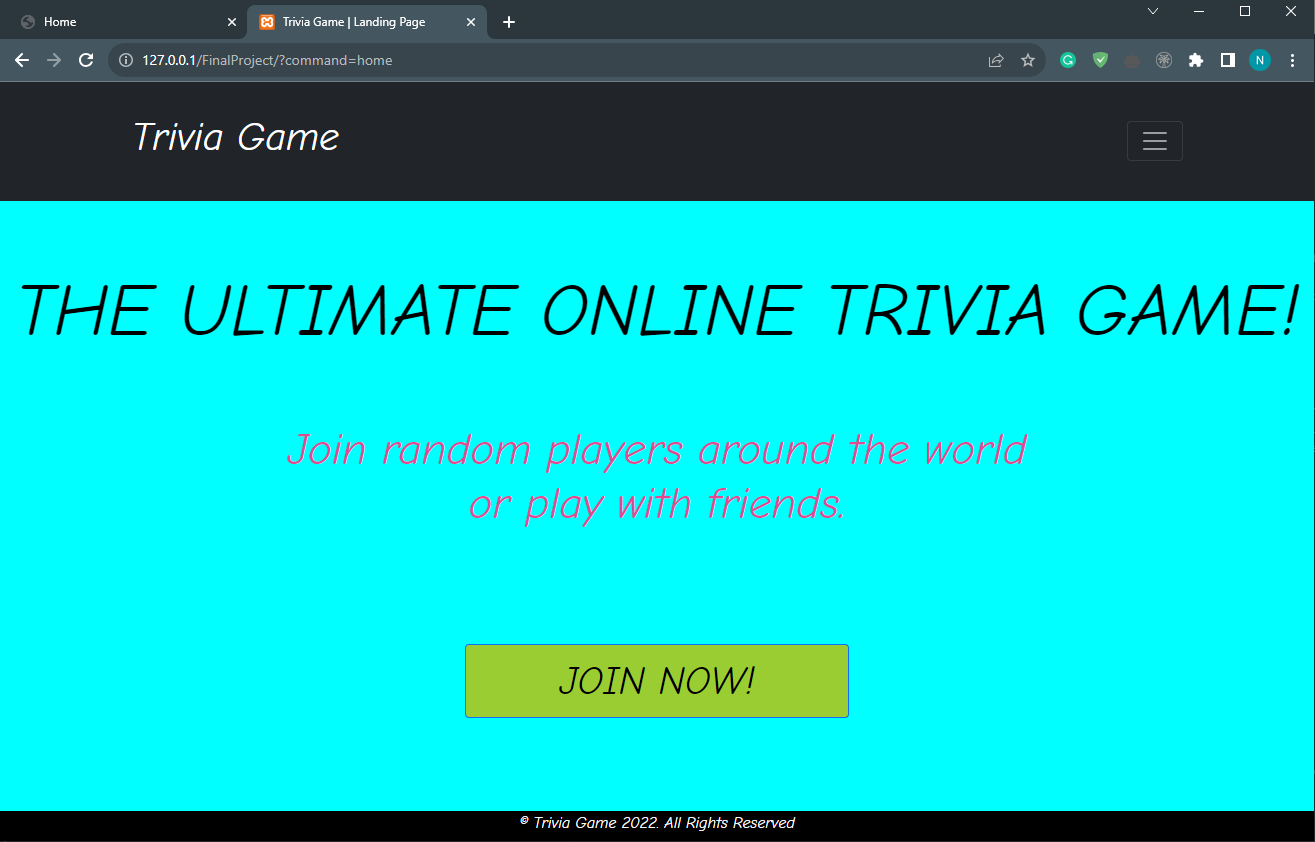 Home
Trivia Game | Landing Page
127.0.0.1/FinalProject/?command=home
G
N
Trivia Game
THE ULTIMATE ONLINE TRIVIA GAME!
Join random players around the world
or play with friends.
JOIN NOW!
© Trivia Game 2022. All Rights Reserved